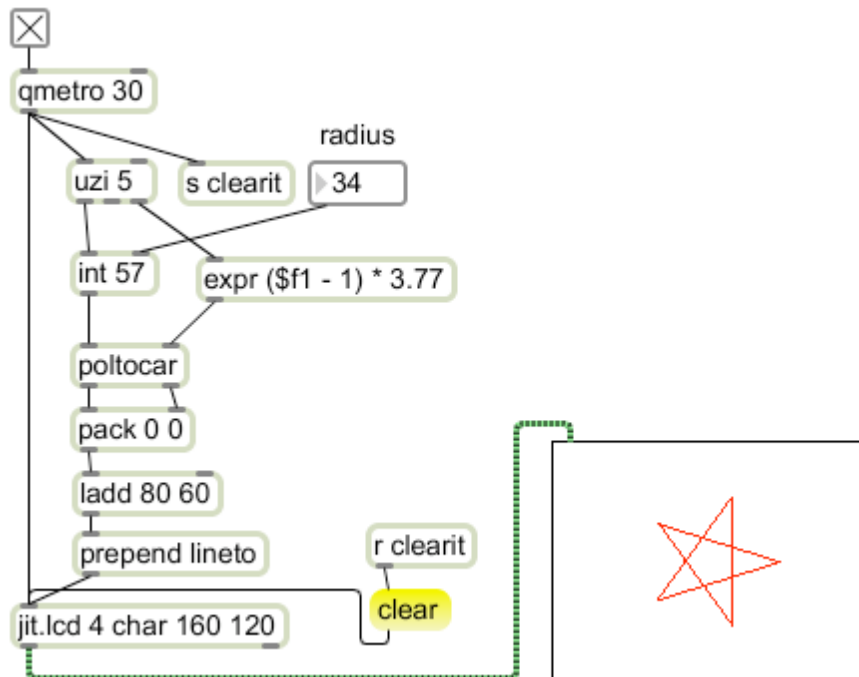 qmetro 30
radius
uzi 5
s clearit
34
int 57
expr ($f1 - 1) * 3.77
poltocar
pack 0 0
ladd 80 60
prepend lineto
r clearit
clear
jit.lcd 4 char 160 120